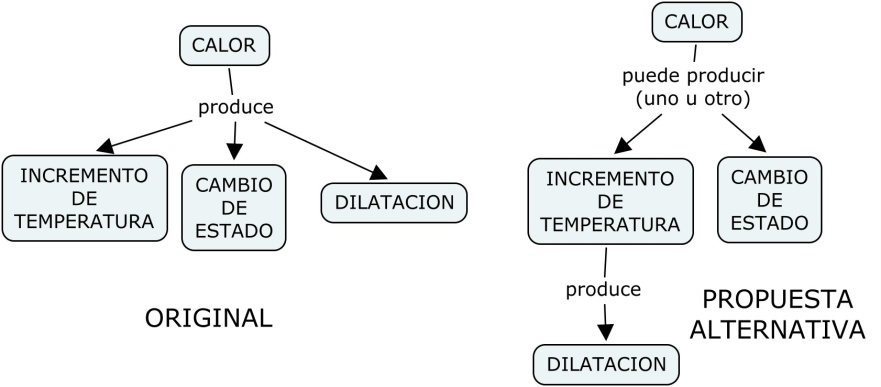 CALOR
produce
INCREMENTO
DE
TEMPERATURA
CAMBIO
DE
ESTADO
DILATACION
ORIGINAL
CALOR
puede producir
(uno u otro)
INCREMENTO
DE
TEMPERATURA
CAMBIO
DE
ESTADO
produce
DILATACION
PROPUESTA
ALTERNATIVA